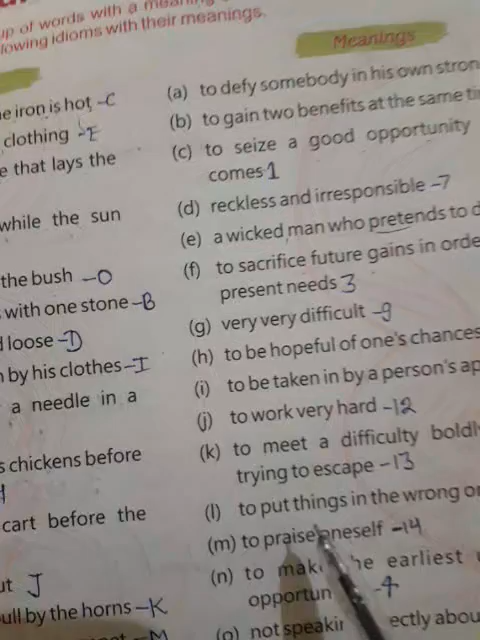 up of words with a meaning
lowing idioms with their meanings.
Meanings
e iron is hot -C
clothing -E
e that lays the
while the sun
the bush -O
with one stone -B
loose -D
by his clothes -I
a needle in a
s chickens before
cart before the
ut J
ull by the horns -K
-M
(a) to defy somebody in his own stron
(b) to gain two benefits at the same ti
(c) to seize a good opportunity
comes 1
(d) reckless and irresponsible -7
(e) a wicked man who pretends to d
(f) to sacrifice future gains in orde
present needs 3
(g) very very difficult -9
(h) to be hopeful of one's chances
(i) to be taken in by a person's ap
(j) to work very hard -12
(k) to meet a difficulty boldl
trying to escape -13
(l) to put things in the wrong or
(m) to praise oneself -14
(n) to mak he earliest
opportun -4
(o) not speakin ectly abou